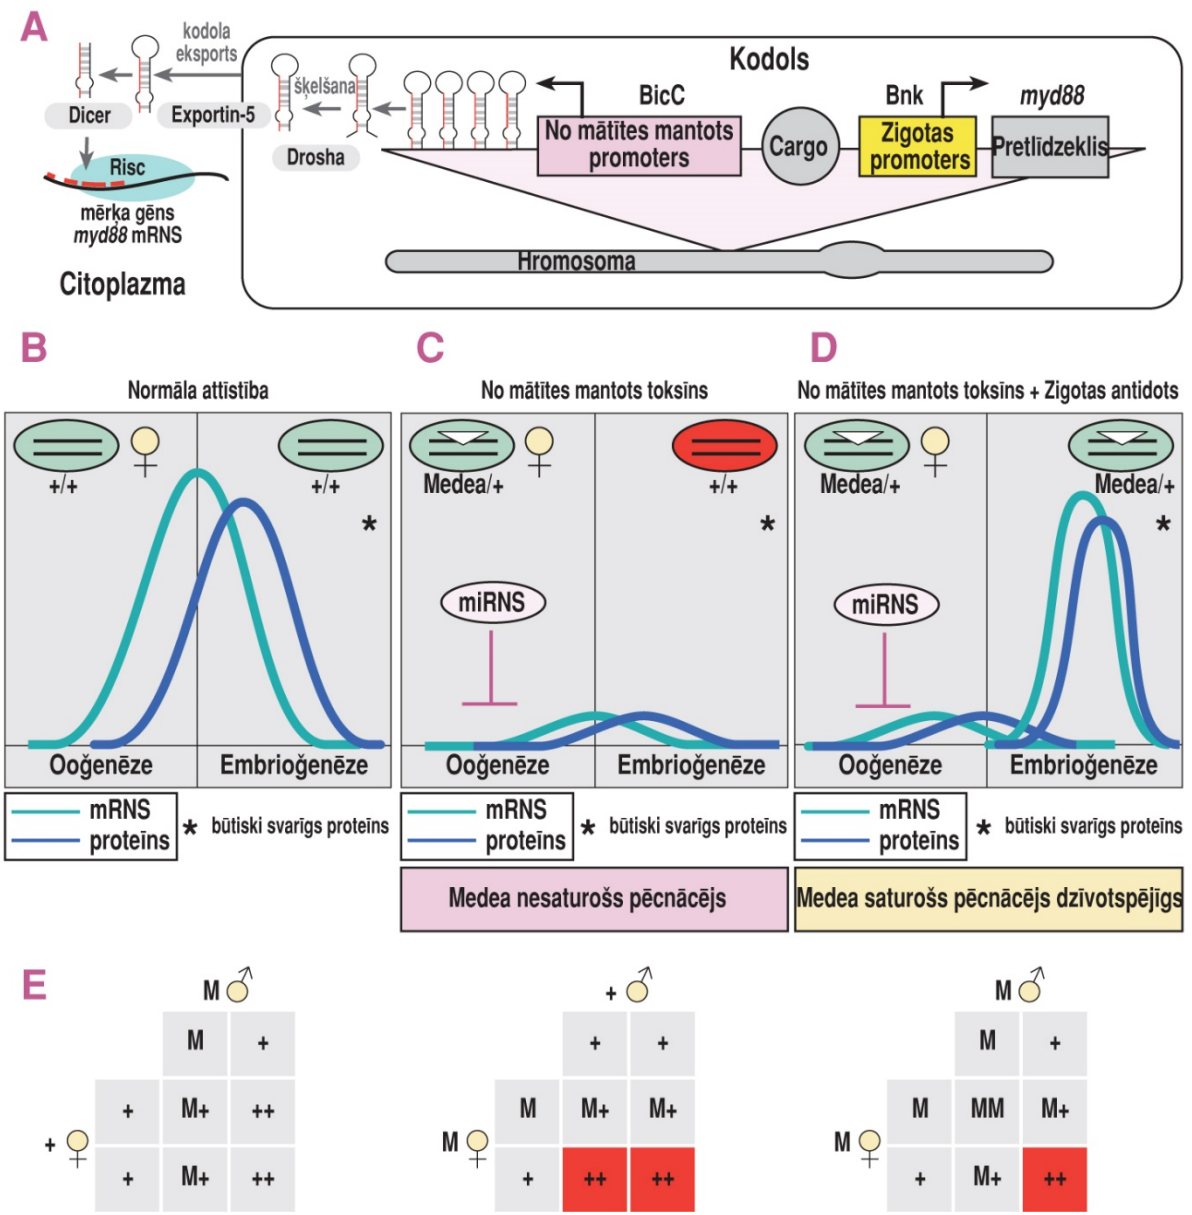 A
kodola
eksports
Dicer
Exportin-5
Risc
mērķa gēns
myd88 mRNS
Citoplazma
šķelšana
Drosha
Kodols
BicC
Bnk
myd88
No mātītes mantots
promoters
Cargo
Zigotas
promoters
Pretlīdzeklis
Hromosoma
B
Normāla attīstība
+/+
+/+
*
Ooģenēze
Embrioģenēze
mRNS
proteīns
* būtiski svarīgs proteīns
C
No mātītes mantots toksīns
Medea/+
+/+
*
miRNS
Ooģenēze
Embrioģenēze
mRNS
proteīns
* būtiski svarīgs proteīns
Medea nesaturošs pēcnācējs
D
No mātītes mantots toksīns + Zigotas antidots
Medea/+
Medea/+
*
miRNS
Ooģenēze
Embrioģenēze
mRNS
proteīns
* būtiski svarīgs proteīns
Medea saturošs pēcnācējs dzīvotspējīgs
E
M ♂
M +
+ M+ ++
+ ♀
+ M+ ++
+ ♂
+ +
M M+ M+
M ♀
+ ++ ++
M ♂
M +
M MM M+
M ♀
+ M+ ++